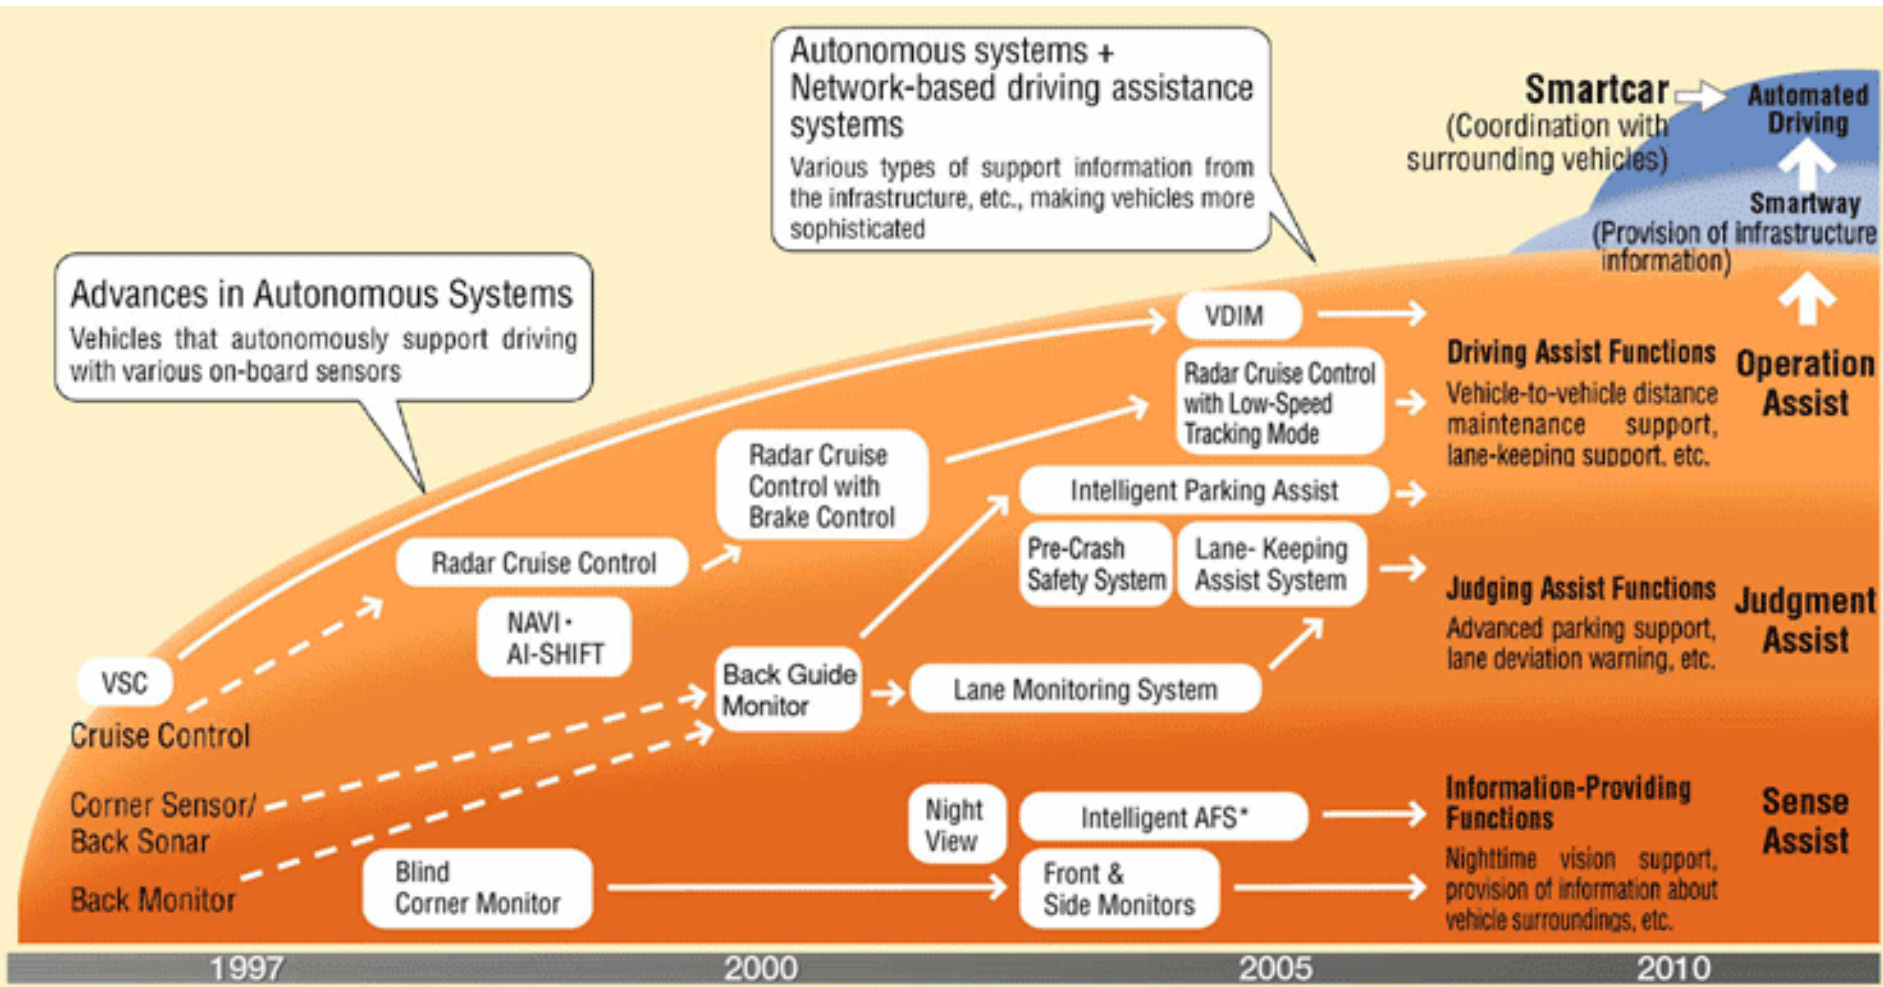 Autonomous systems +
Network-based driving assistance
systems
Various types of support information from
the infrastructure, etc., making vehicles more
sophisticated
Smartcar
(Coordination with
surrounding vehicles)
Automated
Driving
Smartway
(Provision of infrastructure
information)
Advances in Autonomous Systems
Vehicles that autonomously support driving
with various on-board sensors
VDIM
Radar Cruise Control
with Low-Speed
Tracking Mode
Driving Assist Functions
Vehicle-to-vehicle distance
maintenance support,
lane-keeping support, etc.
Operation
Assist
Radar Cruise
Control with
Brake Control
Intelligent Parking Assist
Radar Cruise Control
Pre-Crash
Safety System
Lane- Keeping
Assist System
NAVI・
AI-SHIFT
Judging Assist Functions
Advanced parking support,
lane deviation warning, etc.
Judgment
Assist
VSC
Back Guide
Monitor
Lane Monitoring System
Cruise Control
Corner Sensor/
Back Sonar
Night
View
Intelligent AFS*
Information-Providing
Functions
Nighttime vision support,
provision of information about
vehicle surroundings, etc.
Sense
Assist
Back Monitor
Blind
Corner Monitor
Front &
Side Monitors
1997
2000
2005
2010